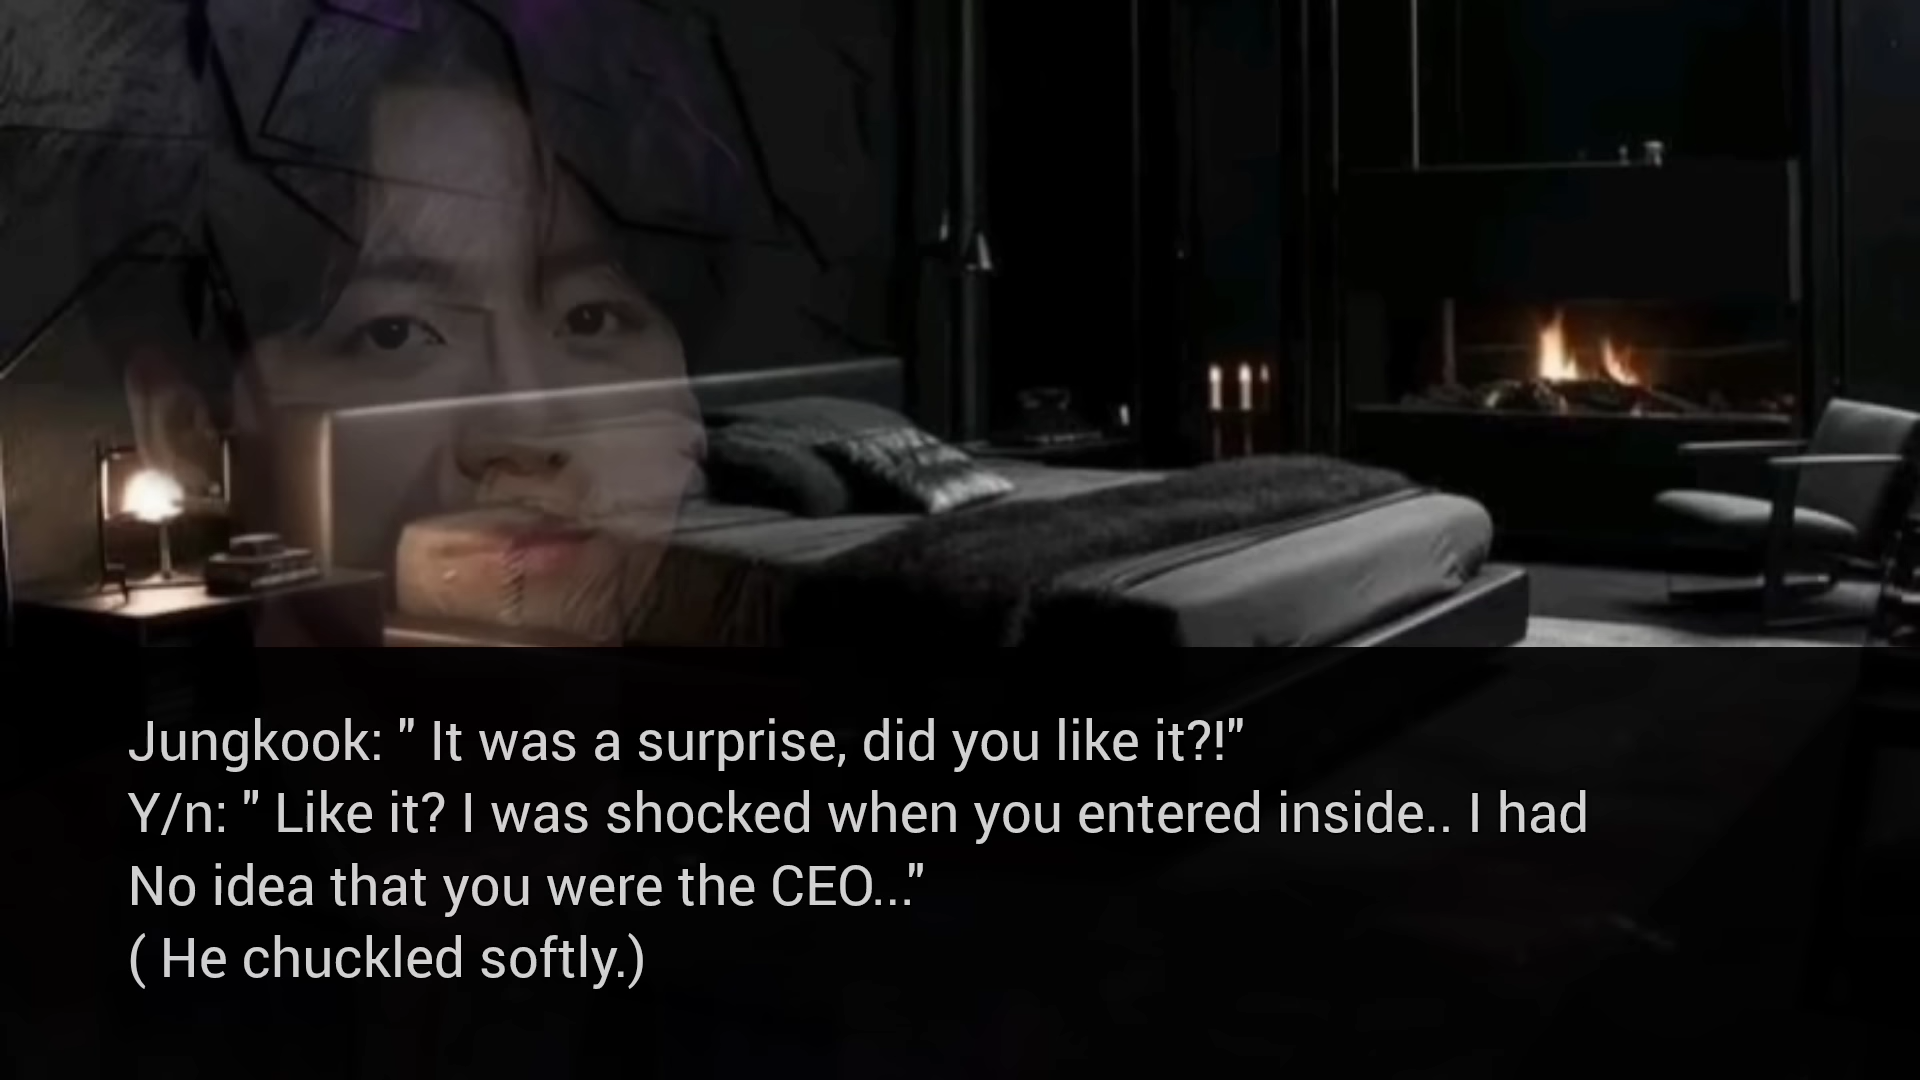 Jungkook: " It was a surprise, did you like it?!"
Y/n: " Like it? I was shocked when you entered inside.. I had
No idea that you were the CEO..."
( He chuckled softly.)